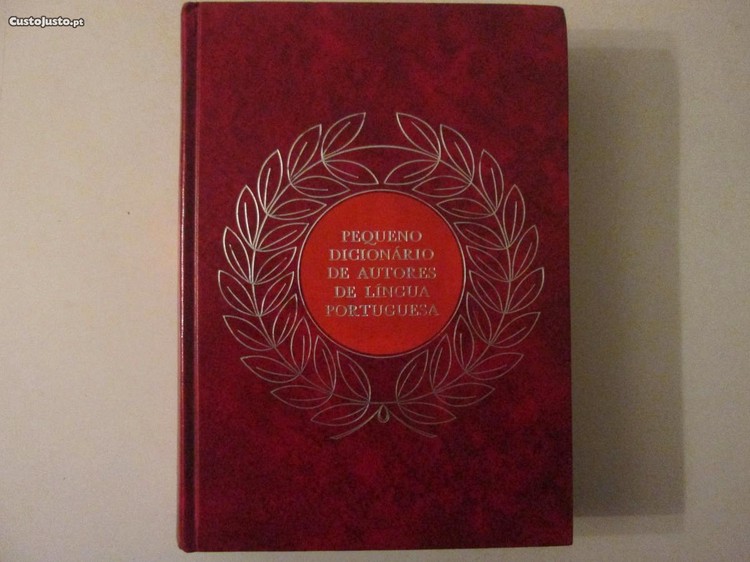 CustoJusto.pt
PEQUENO
DICIONÁRIO
DE AUTORES
DE LÍNGUA
PORTUGUESA